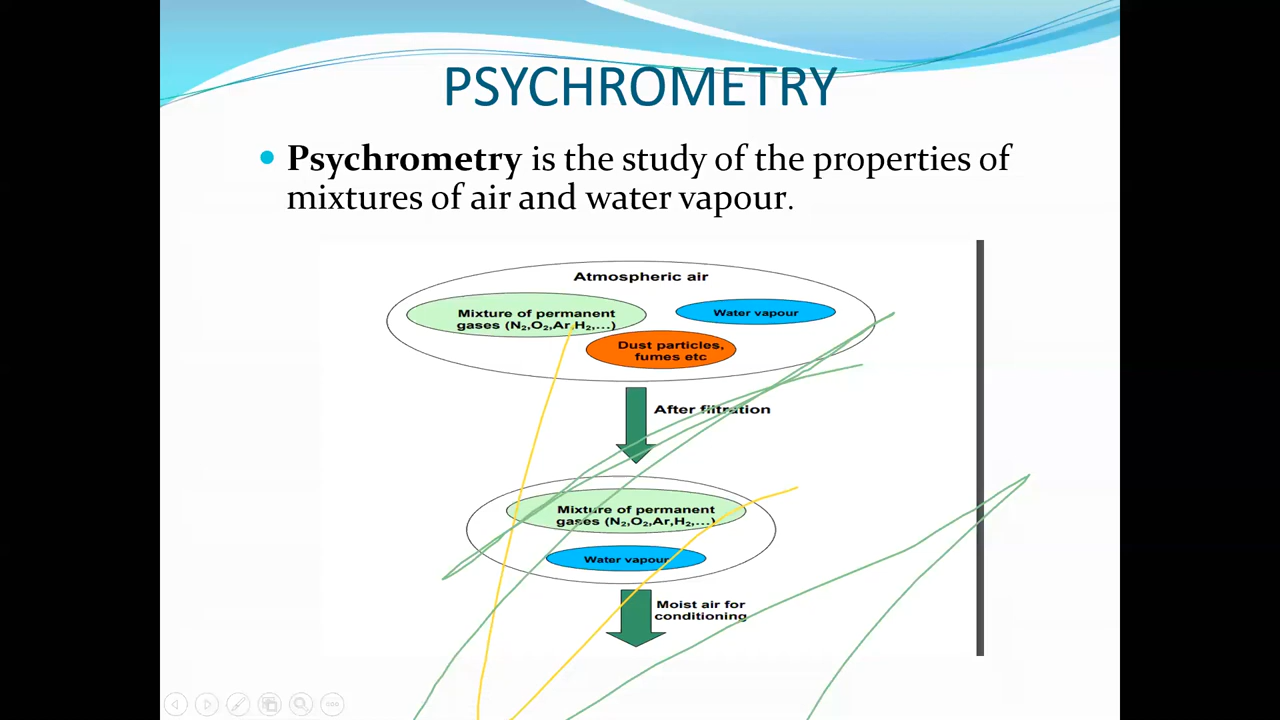 PSYCHROMETRY
Psychrometry is the study of the properties of
mixtures of air and water vapour.
Atmospheric air
Mixture of permanent
gases (N2,O2,Ar,H2,...)
Water vapour
Dust particles,
fumes etc
After filtration
Mixture of permanent
gases (N2,O2,Ar,H2,...)
Water vapour
Moist air for
conditioning